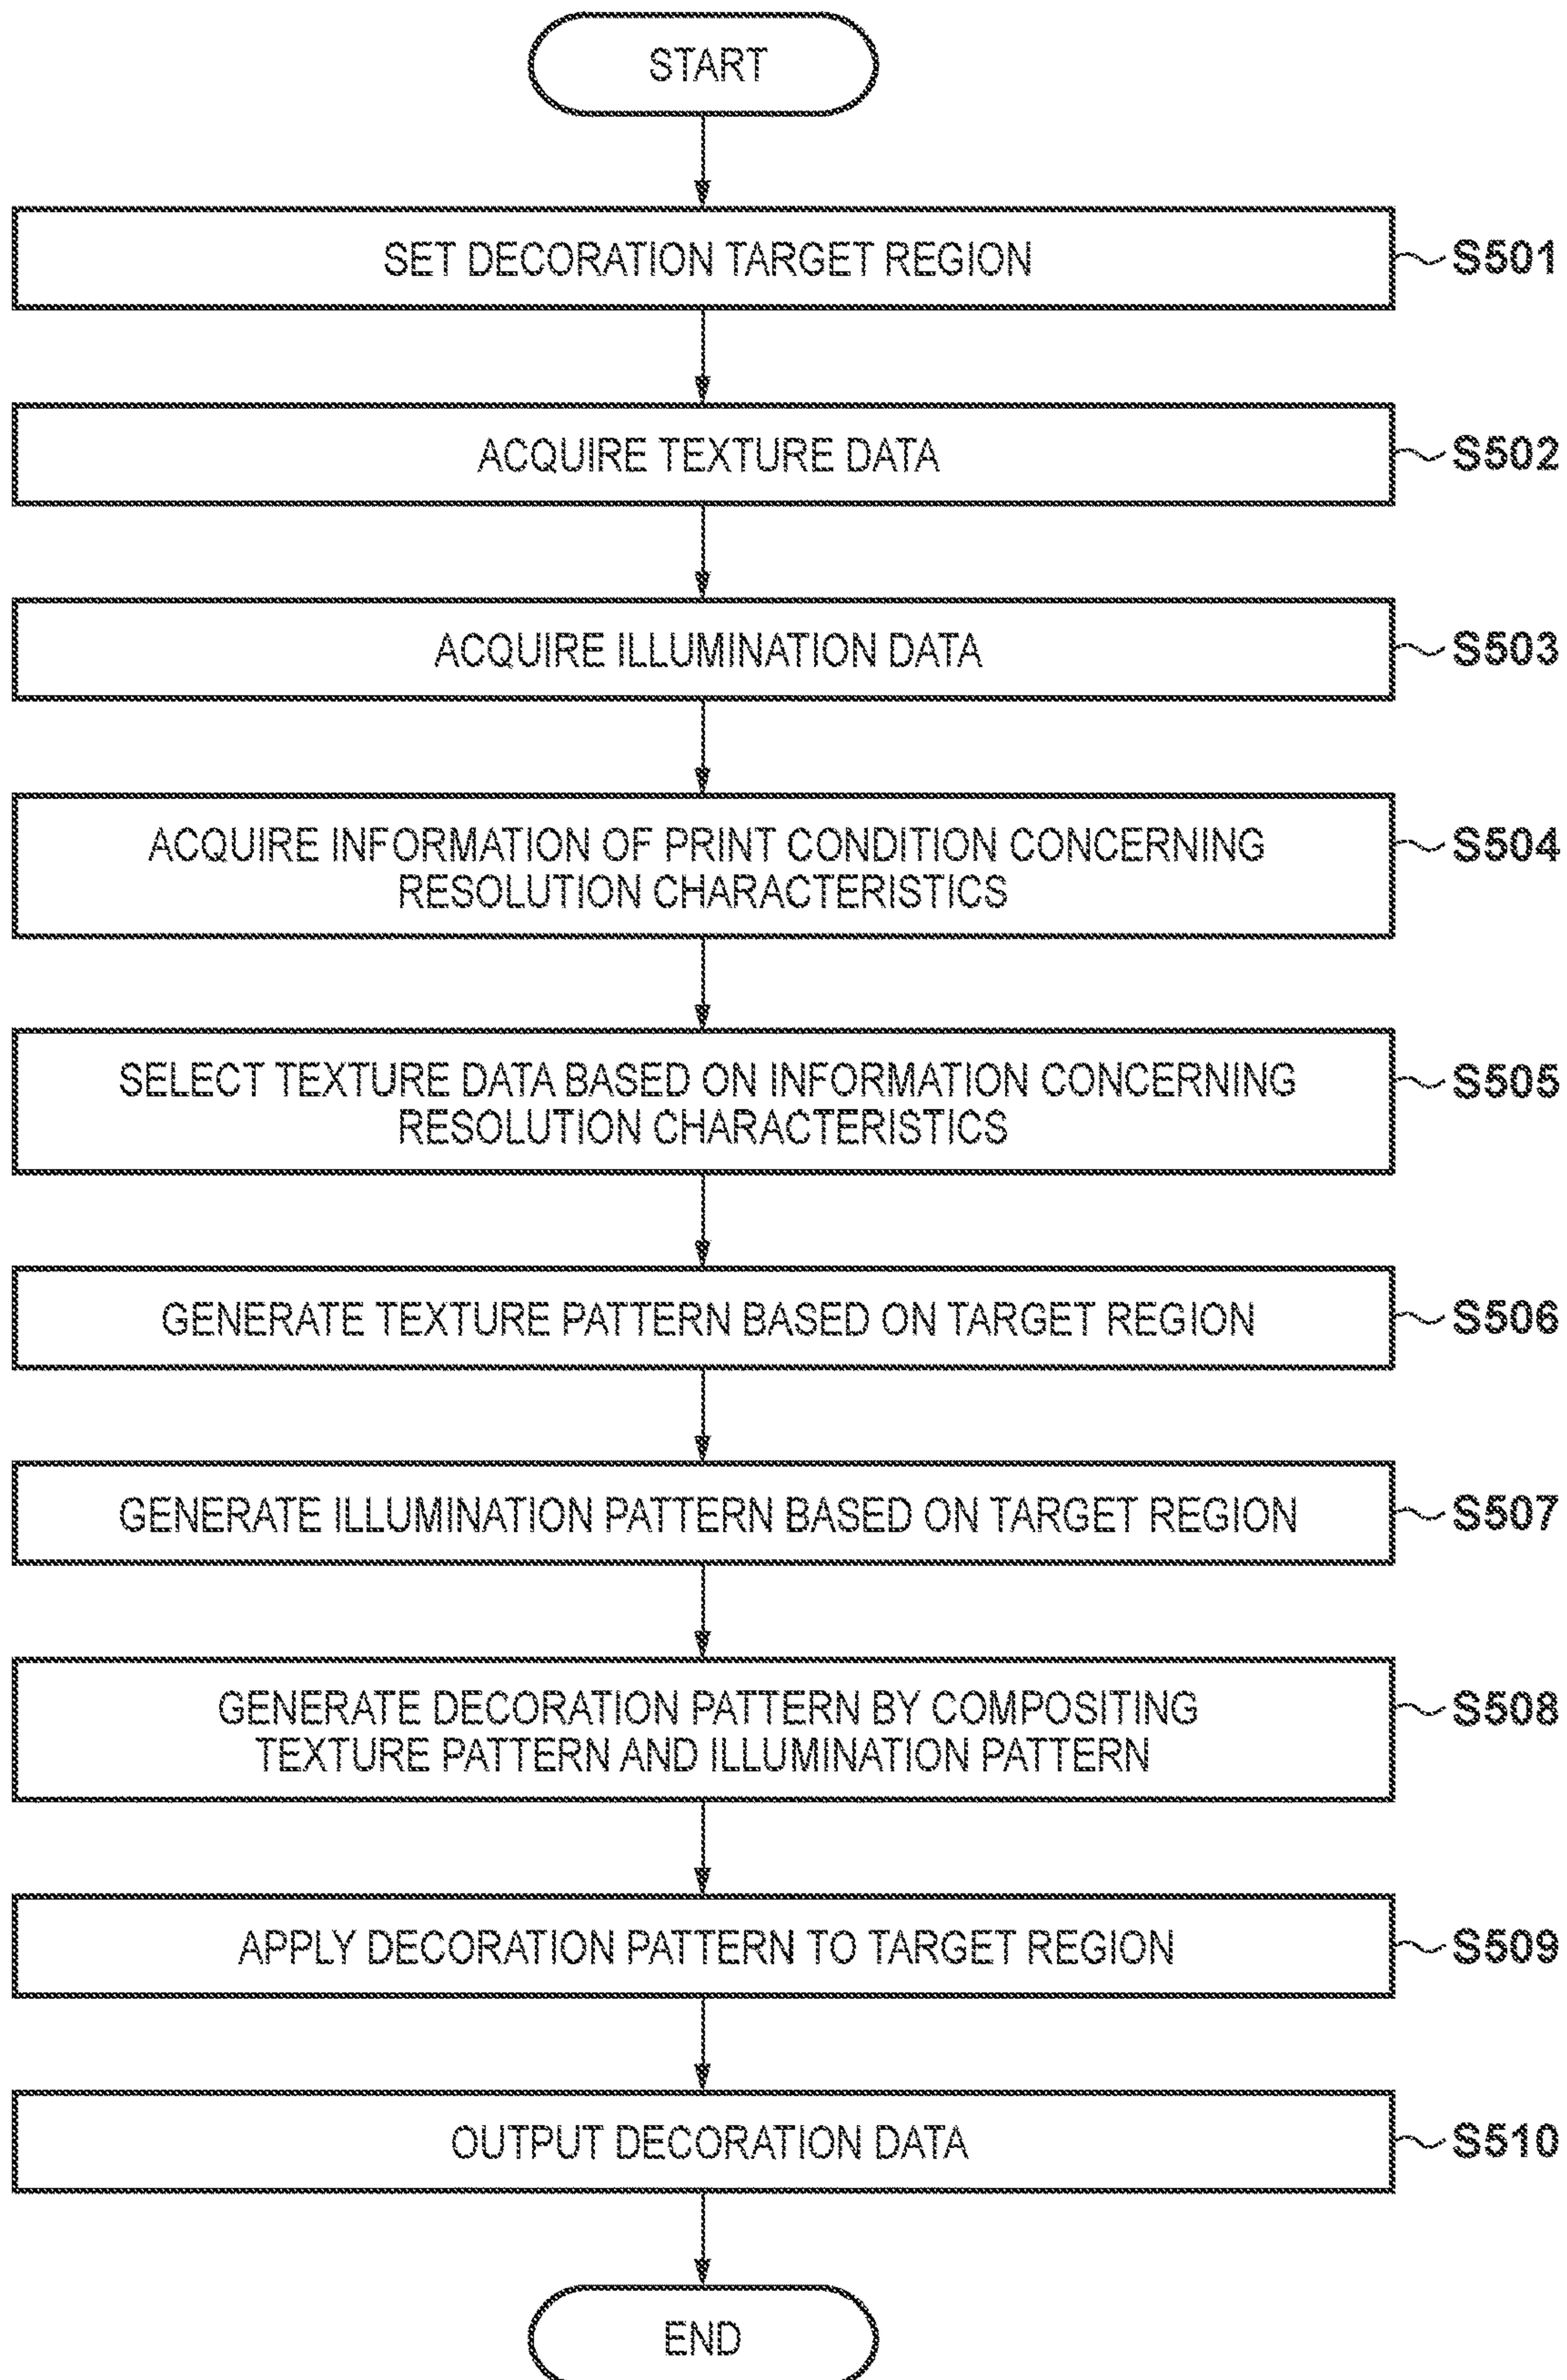 START
SET DECORATION TARGET REGION
S501
ACQUIRE TEXTURE DATA
S502
ACQUIRE ILLUMINATION DATA
S503
ACQUIRE INFORMATION OF PRINT CONDITION CONCERNING
RESOLUTION CHARACTERISTICS
S504
SELECT TEXTURE DATA BASED ON INFORMATION CONCERNING
RESOLUTION CHARACTERISTICS
S505
GENERATE TEXTURE PATTERN BASED ON TARGET REGION
S506
GENERATE ILLUMINATION PATTERN BASED ON TARGET REGION
S507
GENERATE DECORATION PATTERN BY COMPOSITING
TEXTURE PATTERN AND ILLUMINATION PATTERN
S508
APPLY DECORATION PATTERN TO TARGET REGION
S509
OUTPUT DECORATION DATA
S510
END